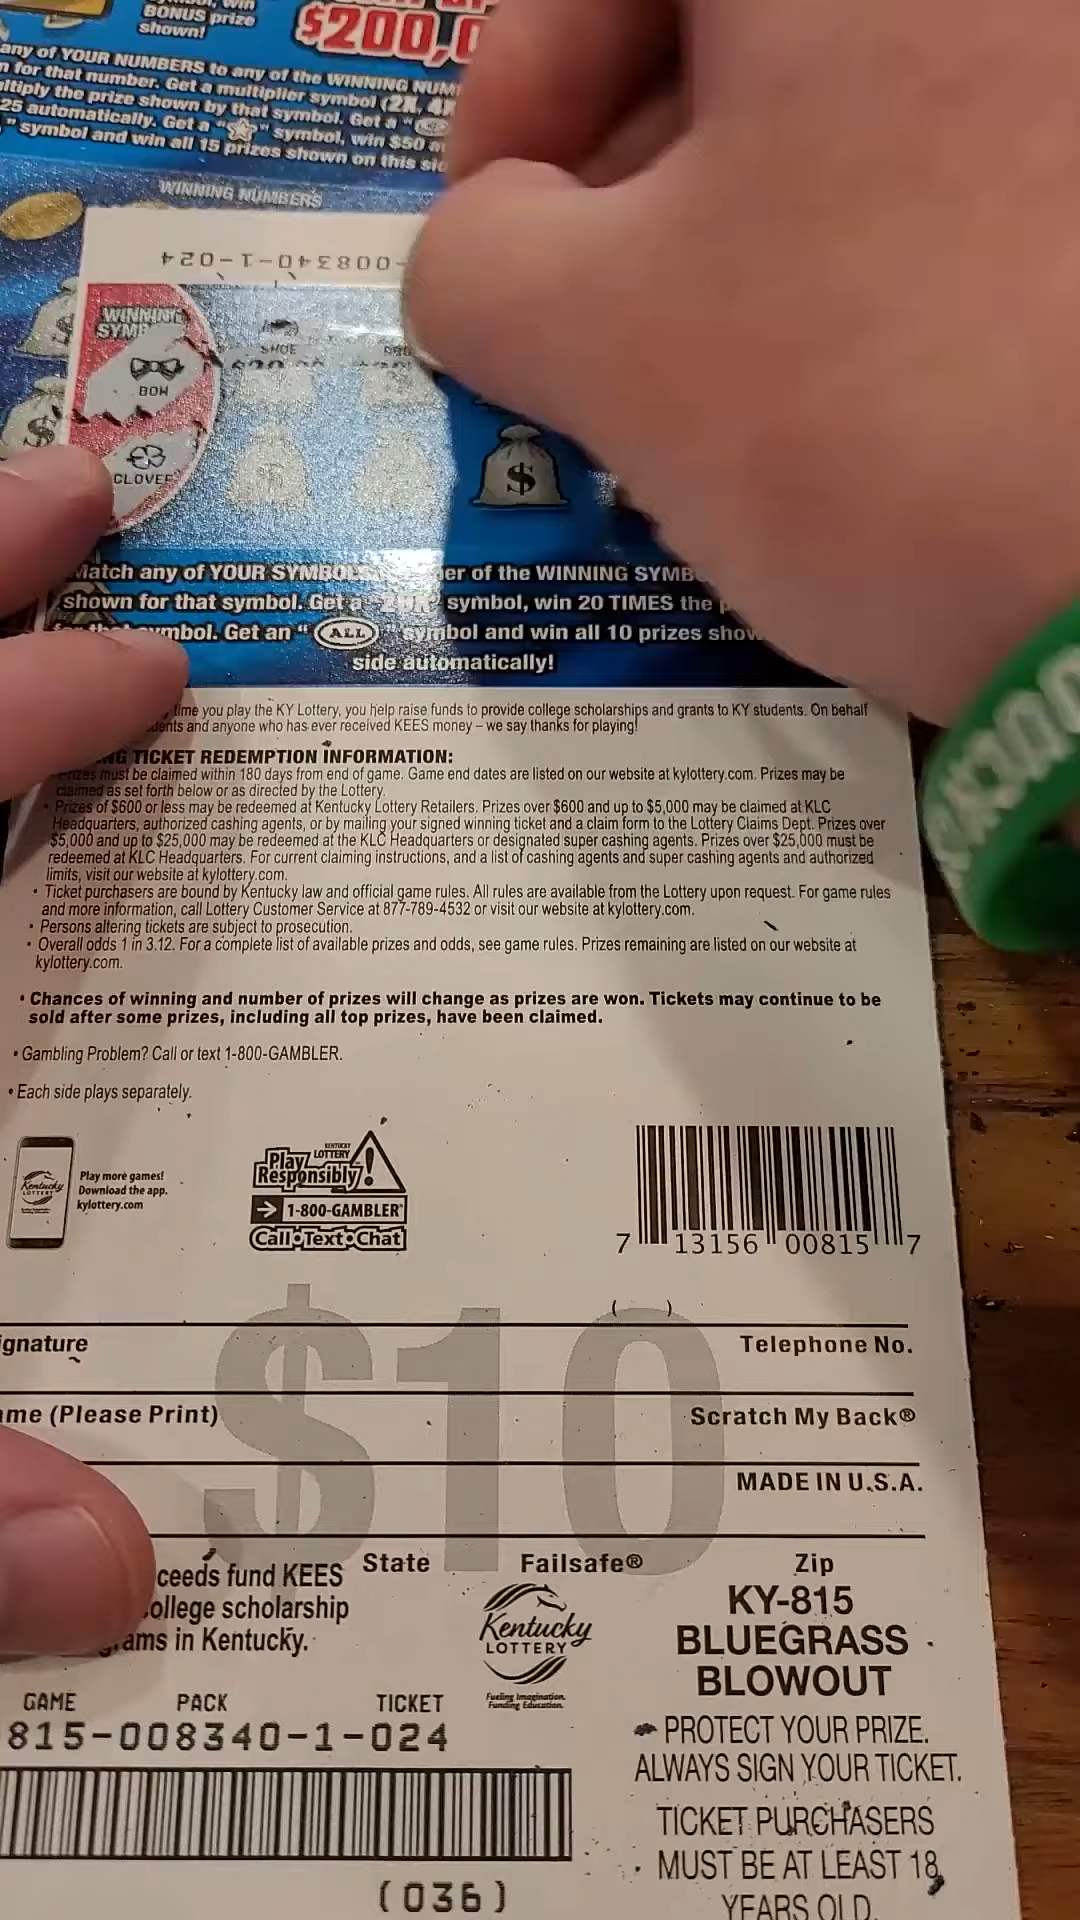 BONUS prize
shown!
$200,0
any of YOUR NUMBERS to any of the WINNING NUM
for that number. Get a multiplier symbol (2X, 4X
ltiply the prize shown by that symbol. Get a "
25 automatically. Get a " " symbol, win $50
" symbol and win all 15 prizes shown on this
WINNING NUMBERS
008340-1-024
WINNING
SYMB
BOW
CLOVER
SHOE
Match any of YOUR SYMBOL er of the WINNING SYMB
shown for that symbol. Get a symbol, win 20 TIMES the p
symbol. Get an " ALL " symbol and win all 10 prizes show
side automatically!
time you play the KY Lottery, you help raise funds to provide college scholarships and grants to KY students. On behalf
and anyone who has ever received KEES money – we say thanks for playing!
TICKET REDEMPTION INFORMATION:
Prizes must be claimed within 180 days from end of game. Game end dates are listed on our website at kylottery.com. Prizes may be
claimed as set forth below or as directed by the Lottery.
• Prizes of $600 or less may be redeemed at Kentucky Lottery Retailers. Prizes over $600 and up to $5,000 may be claimed at KLC
Headquarters, authorized cashing agents, or by mailing your signed winning ticket and a claim form to the Lottery Claims Dept. Prizes over
$5,000 and up to $25,000 may be redeemed at the KLC Headquarters or designated super cashing agents. Prizes over $25,000 must be
redeemed at KLC Headquarters. For current claiming instructions, and a list of cashing agents and super cashing agents and authorized
limits, visit our website at kylottery.com.
• Ticket purchasers are bound by Kentucky law and official game rules. All rules are available from the Lottery upon request. For game rules
and more information, call Lottery Customer Service at 877-789-4532 or visit our website at kylottery.com.
• Persons altering tickets are subject to prosecution.
• Overall odds 1 in 3.12. For a complete list of available prizes and odds, see game rules. Prizes remaining are listed on our website at
kylottery.com.
• Chances of winning and number of prizes will change as prizes are won. Tickets may continue to be
sold after some prizes, including all top prizes, have been claimed.
• Gambling Problem? Call or text 1-800-GAMBLER.
• Each side plays separately.
Kentucky
LOTTERY
Play more games!
Download the app.
kylottery.com
KENTUCKY
LOTTERY
Play
Responsibly
!
1-800-GAMBLER
Call•Text•Chat
7 13156 00815 7
$10
( )
ignature Telephone No.
ame (Please Print) Scratch My Back®
MADE IN U.S.A.
State Failsafe® Zip
ceeds fund KEES
ollege scholarship
ams in Kentucky.
Kentucky
LOTTERY
Fueling Imagination.
Funding Education.
KY-815
BLUEGRASS
BLOWOUT
GAME PACK TICKET
815-008340-1-024
PROTECT YOUR PRIZE.
ALWAYS SIGN YOUR TICKET.
TICKET PURCHASERS
MUST BE AT LEAST 18
YEARS OLD.
(036)